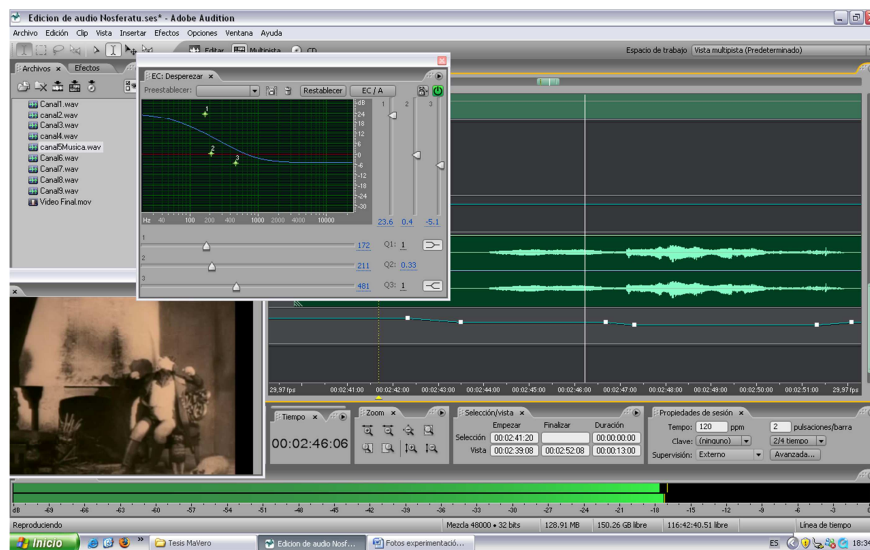 Edicion de audio Nosferatu.ses* - Adobe Audition
Archivo Edición Clip Vista Insertar Efectos Opciones Ventana Ayuda
Editar Multipista CD
Espacio de trabajo Vista multipista (Predeterminado)
Archivos Efectos
Canal1.wav
canal2.wav
Canal3.wav
canal4.wav
canal5Musica.wav
Canal6.wav
Canal7.wav
Canal8.wav
Canal9.wav
Video Final.mov
EC: Desperezar
Preestablecer: Restablecer EC / A
dB
24
18
12
6
0
-6
-12
-18
-24
-30
1 2 3
1
2
3
Hz 40 100 200 400 1000 2000 4000 10000
23.6 0.4 -5.1
1
172 Q1: 1
2
211 Q2: 0.33
3
481 Q3: 1
29,97 fps 00:02:41:00 00:02:42:00 00:02:43:00 00:02:44:00 00:02:45:00 00:02:46:00 00:02:47:00 00:02:48:00 00:02:49:00 00:02:50:00 00:02:51:00 29,97 fps
Tiempo
00:02:46:06
Zoom
Selección/vista
Empezar Finalizar Duración
Selección 00:02:41:20 00:00:00:00
Vista 00:02:39:08 00:02:52:08 00:00:13:00
Propiedades de sesión
Tempo: 120 ppm 2 pulsaciones/barra
Clave: (ninguno) 2/4 tiempo
Supervisión: Externo Avanzada...
dB -69 -66 -63 -60 -57 -54 -51 -48 -45 -42 -39 -36 -33 -30 -27 -24 -21 -18 -15 -12 -9 -6 -3 0
Reproduciendo
Mezcla 48000 • 32 bits 128.91 MB 150.26 GB libre 116:42:40.51 libre Línea de tiempo
Inicio Tesis MaVero Edicion de audio Nosf... Fotos experimentació... ES 18:34